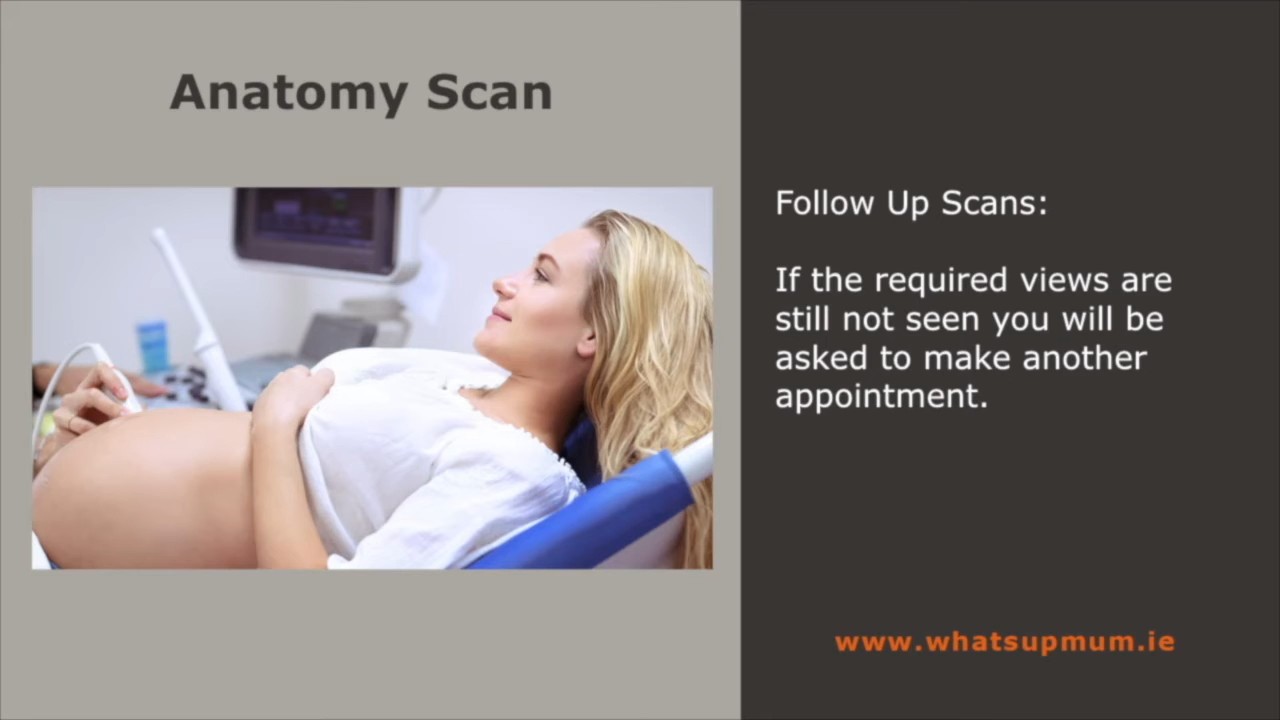 Anatomy Scan
Follow Up Scans:
If the required views are
still not seen you will be
asked to make another
appointment.
www.whatsupmum.ie